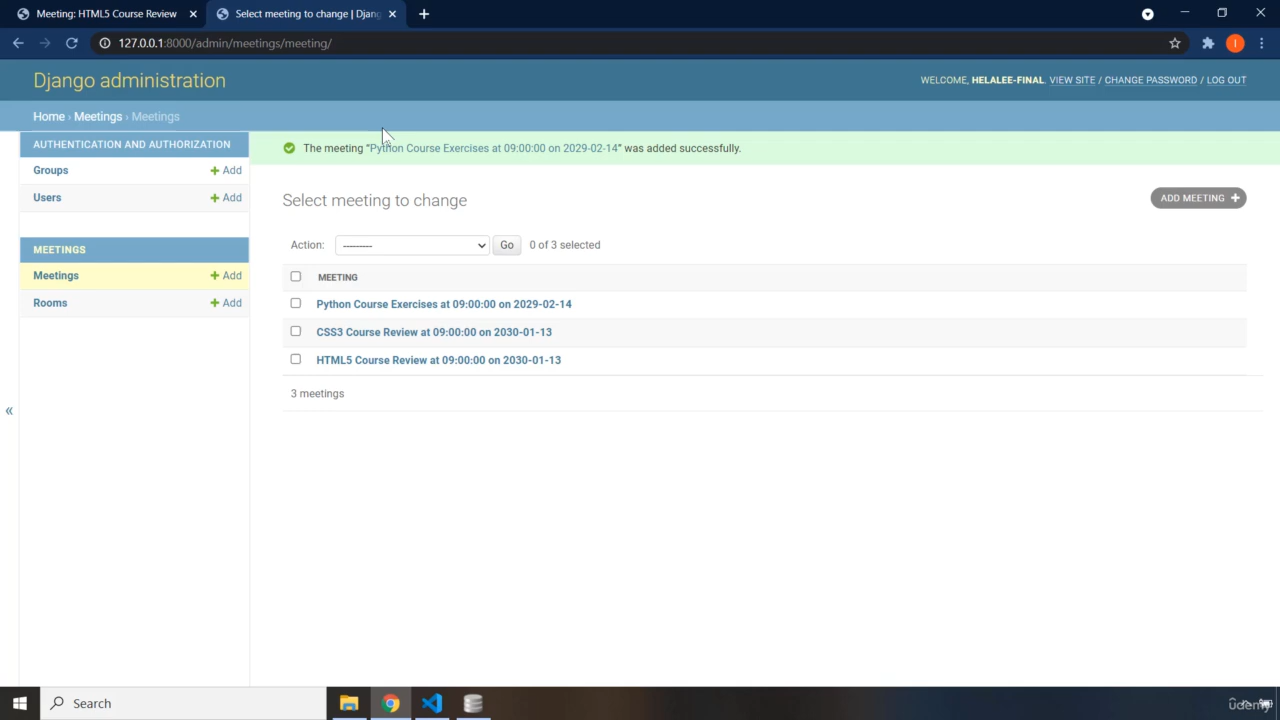 Meeting: HTML5 Course Review
Select meeting to change | Djang
127.0.0.1:8000/admin/meetings/meeting/
I
Django administration
WELCOME, HELALEE-FINAL. VIEW SITE / CHANGE PASSWORD / LOG OUT
Home › Meetings › Meetings
AUTHENTICATION AND AUTHORIZATION
Groups + Add
Users + Add
MEETINGS
Meetings + Add
Rooms + Add
«
The meeting “Python Course Exercises at 09:00:00 on 2029-02-14” was added successfully.
Select meeting to change
ADD MEETING +
Action: --------- Go 0 of 3 selected
MEETING
Python Course Exercises at 09:00:00 on 2029-02-14
CSS3 Course Review at 09:00:00 on 2030-01-13
HTML5 Course Review at 09:00:00 on 2030-01-13
3 meetings
Search
udemy